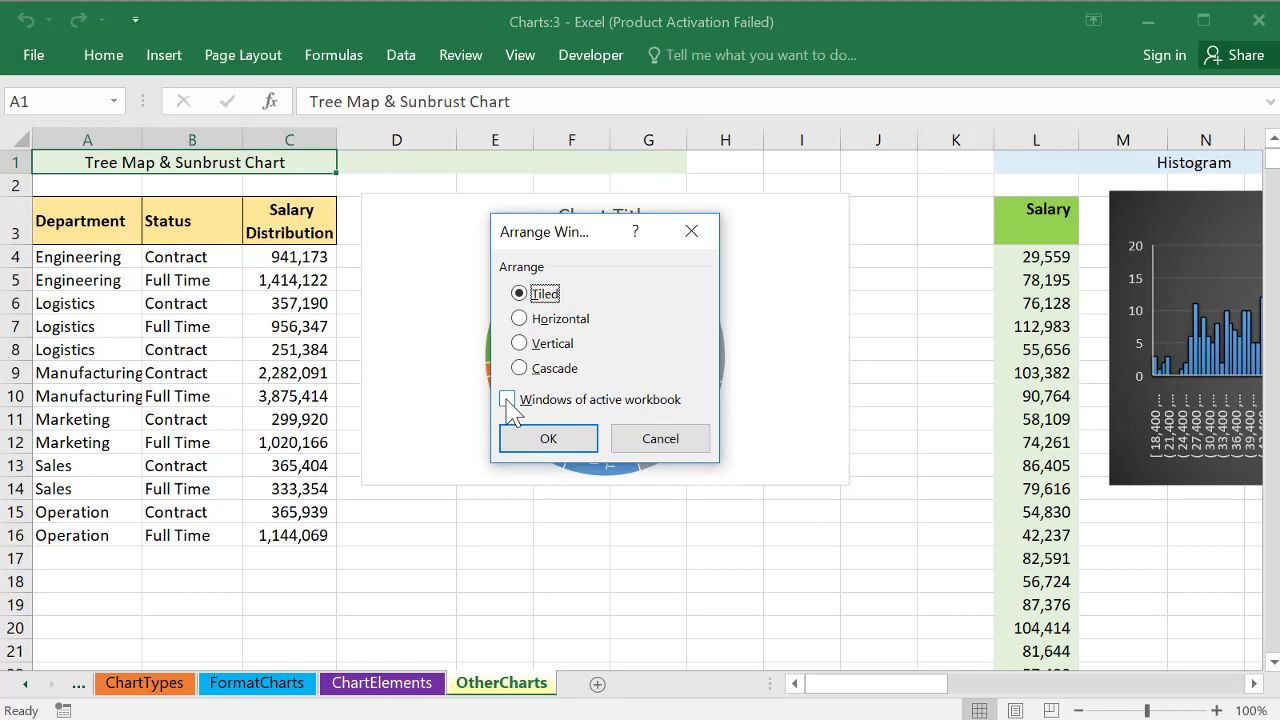 Charts:3 - Excel (Product Activation Failed)
File Home Insert Page Layout Formulas Data Review View Developer Tell me what you want to do... Sign in Share
A1 fx Tree Map & Sunbrust Chart
A B C D E F G H I J K L M N
1 Tree Map & Sunbrust Chart Histogram
2
3 Department Status Salary Distribution Salary
4 Engineering Contract 941,173 29,559
5 Engineering Full Time 1,414,122 78,195
6 Logistics Contract 357,190 76,128
7 Logistics Full Time 956,347 112,983
8 Logistics Contract 251,384 55,656
9 Manufacturing Contract 2,282,091 103,382
10 Manufacturing Full Time 3,875,414 90,764
11 Marketing Contract 299,920 58,109
12 Marketing Full Time 1,020,166 74,261
13 Sales Contract 365,404 86,405
14 Sales Full Time 333,354 79,616
15 Operation Contract 365,939 54,830
16 Operation Full Time 1,144,069 42,237
17 82,591
18 56,724
19 87,376
20 104,414
21 81,644
Arrange Win... ?
Arrange
Tiled
Horizontal
Vertical
Cascade
Windows of active workbook
OK Cancel
20
15
10
5
0
[18,400 ,...
(21,400 ,...
(24,400 ,...
(27,400 ,...
(30,400 ,...
(33,400 ,...
(36,400 ,...
(39,400 ,...
... ChartTypes FormatCharts ChartElements OtherCharts
Ready 100%